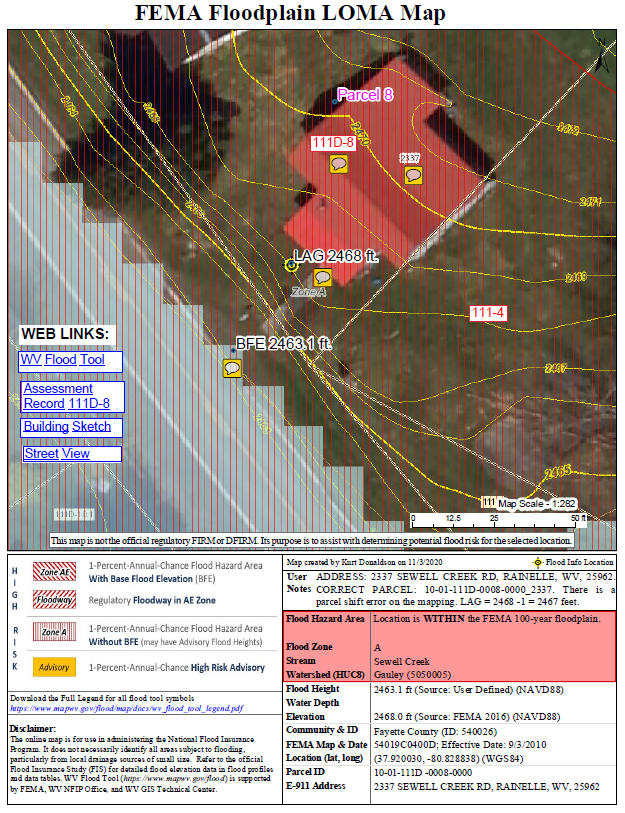 FEMA Floodplain LOMA Map
Parcel 8
2470
2472
111D-8
2337
2471
LAG 2468 ft.
2469
Zone A
111-4
WEB LINKS:
BFE 2463.1 ft.
WV Flood Tool
2467
Assessment
Record 111D-8
Building Sketch
Street View
2465
111
Map Scale - 1:282
0 12.5 25 50 ft
This map is not the official regulatory FIRM or DFIRM. Its purpose is to assist with determining potential flood risk for the selected location.
HIGH RISK
Zone AE
1-Percent-Annual-Chance Flood Hazard Area
With Base Flood Elevation (BFE)
Floodway
Regulatory Floodway in AE Zone
Zone A
1-Percent-Annual-Chance Flood Hazard Area
Without BFE (may have Advisory Flood Heights)
Advisory
1-Percent-Annual-Chance High Risk Advisory
Download the Full Legend for all flood tool symbols
https://www.mapwv.gov/flood/map/docs/wv_flood_tool_legend.pdf
Disclaimer:
The online map is for use in administering the National Flood Insurance
Program. It does not necessarily identify all areas subject to flooding,
particularly from local drainage sources of small size. Refer to the official
Flood Insurance Study (FIS) for detailed flood elevation data in flood profiles
and data tables. WV Flood Tool (https://www.mapwv.gov/flood) is supported
by FEMA, WV NFIP Office, and WV GIS Technical Center.
Map created by Kurt Donaldson on 11/3/2020
Flood Info Location
User Notes ADDRESS: 2337 SEWELL CREEK RD, RAINELLE, WV, 25962.
CORRECT PARCEL: 10-01-111D-0008-0000_2337. There is a
parcel shift error on the mapping. LAG = 2468 -1 = 2467 feet.
Flood Hazard Area Location is WITHIN the FEMA 100-year floodplain.
Flood Zone A
Stream Sewell Creek
Watershed (HUC8) Gauley (5050005)
Flood Height 2463.1 ft (Source: User Defined) (NAVD88)
Water Depth
Elevation 2468.0 ft (Source: FEMA 2016) (NAVD88)
Community & ID Fayette County (ID: 540026)
FEMA Map & Date 54019C0400D; Effective Date: 9/3/2010
Location (lat, long) (37.920030, -80.828838) (WGS84)
Parcel ID 10-01-111D -0008-0000
E-911 Address 2337 SEWELL CREEK RD, RAINELLE, WV, 25962